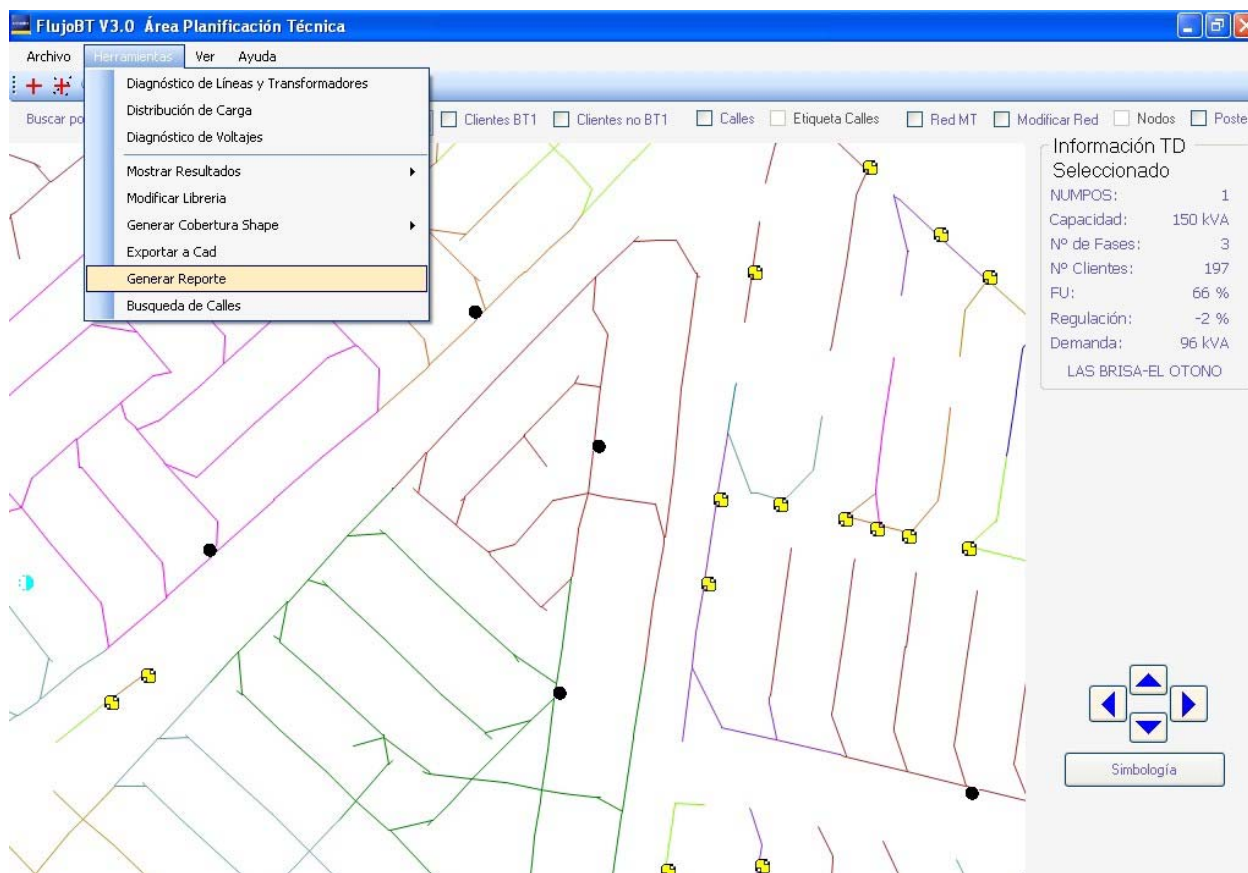 FlujoBT V3.0 Área Planificación Técnica
Archivo Herramientas Ver Ayuda
Diagnóstico de Líneas y Transformadores
Distribución de Carga
Diagnóstico de Voltajes
Mostrar Resultados
Modificar Libreria
Generar Cobertura Shape
Exportar a Cad
Generar Reporte
Busqueda de Calles
Buscar Clientes BT1 Clientes no BT1 Calles Etiqueta Calles Red MT Modificar Red Nodos Poste
Información TD
Seleccionado
NUMPOS: 1
Capacidad: 150 kVA
Nº de Fases: 3
Nº Clientes: 197
FU: 66 %
Regulación: -2 %
Demanda: 96 kVA
LAS BRISA-EL OTONO
Simbología